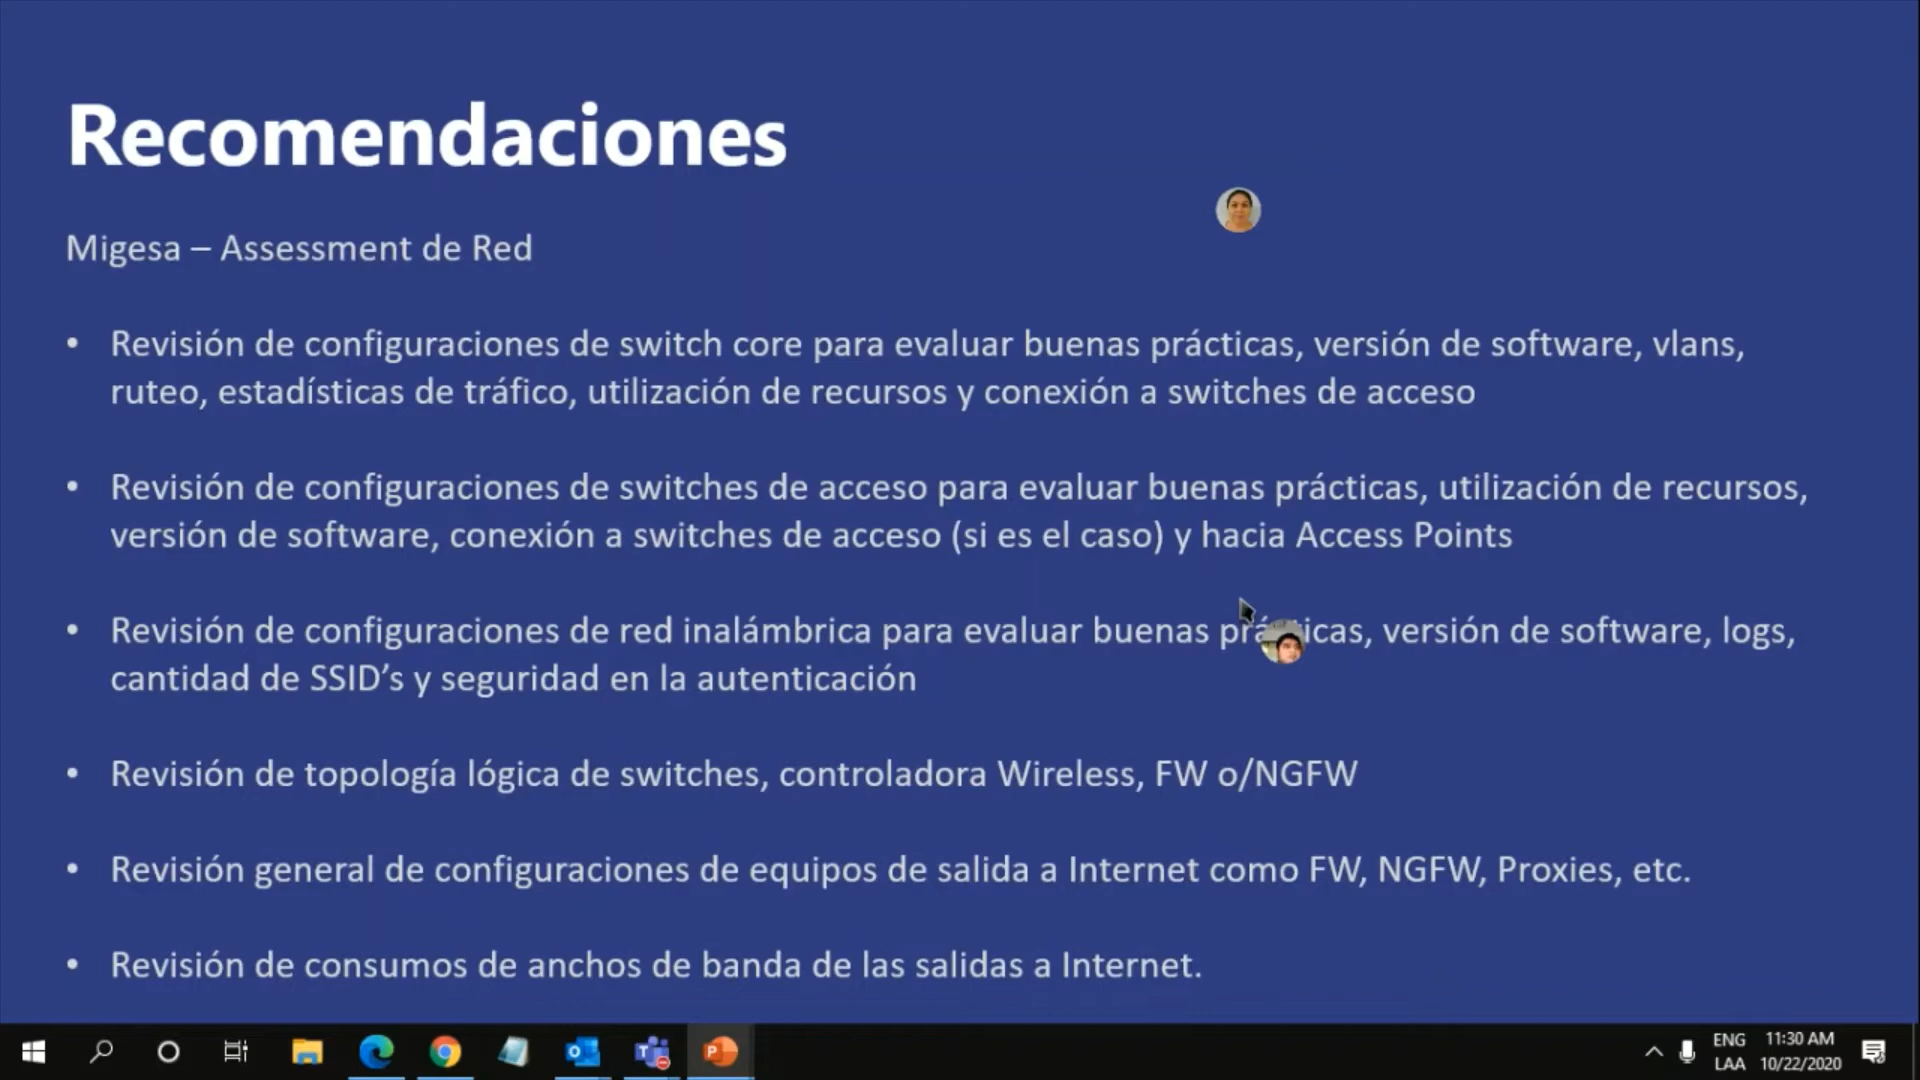 Recomendaciones
Migesa – Assessment de Red
• Revisión de configuraciones de switch core para evaluar buenas prácticas, versión de software, vlans,
ruteo, estadísticas de tráfico, utilización de recursos y conexión a switches de acceso
• Revisión de configuraciones de switches de acceso para evaluar buenas prácticas, utilización de recursos,
versión de software, conexión a switches de acceso (si es el caso) y hacia Access Points
• Revisión de configuraciones de red inalámbrica para evaluar buenas prácticas, versión de software, logs,
cantidad de SSID’s y seguridad en la autenticación
• Revisión de topología lógica de switches, controladora Wireless, FW o/NGFW
• Revisión general de configuraciones de equipos de salida a Internet como FW, NGFW, Proxies, etc.
• Revisión de consumos de anchos de banda de las salidas a Internet.
ENG 11:30 AM
LAA 10/22/2020